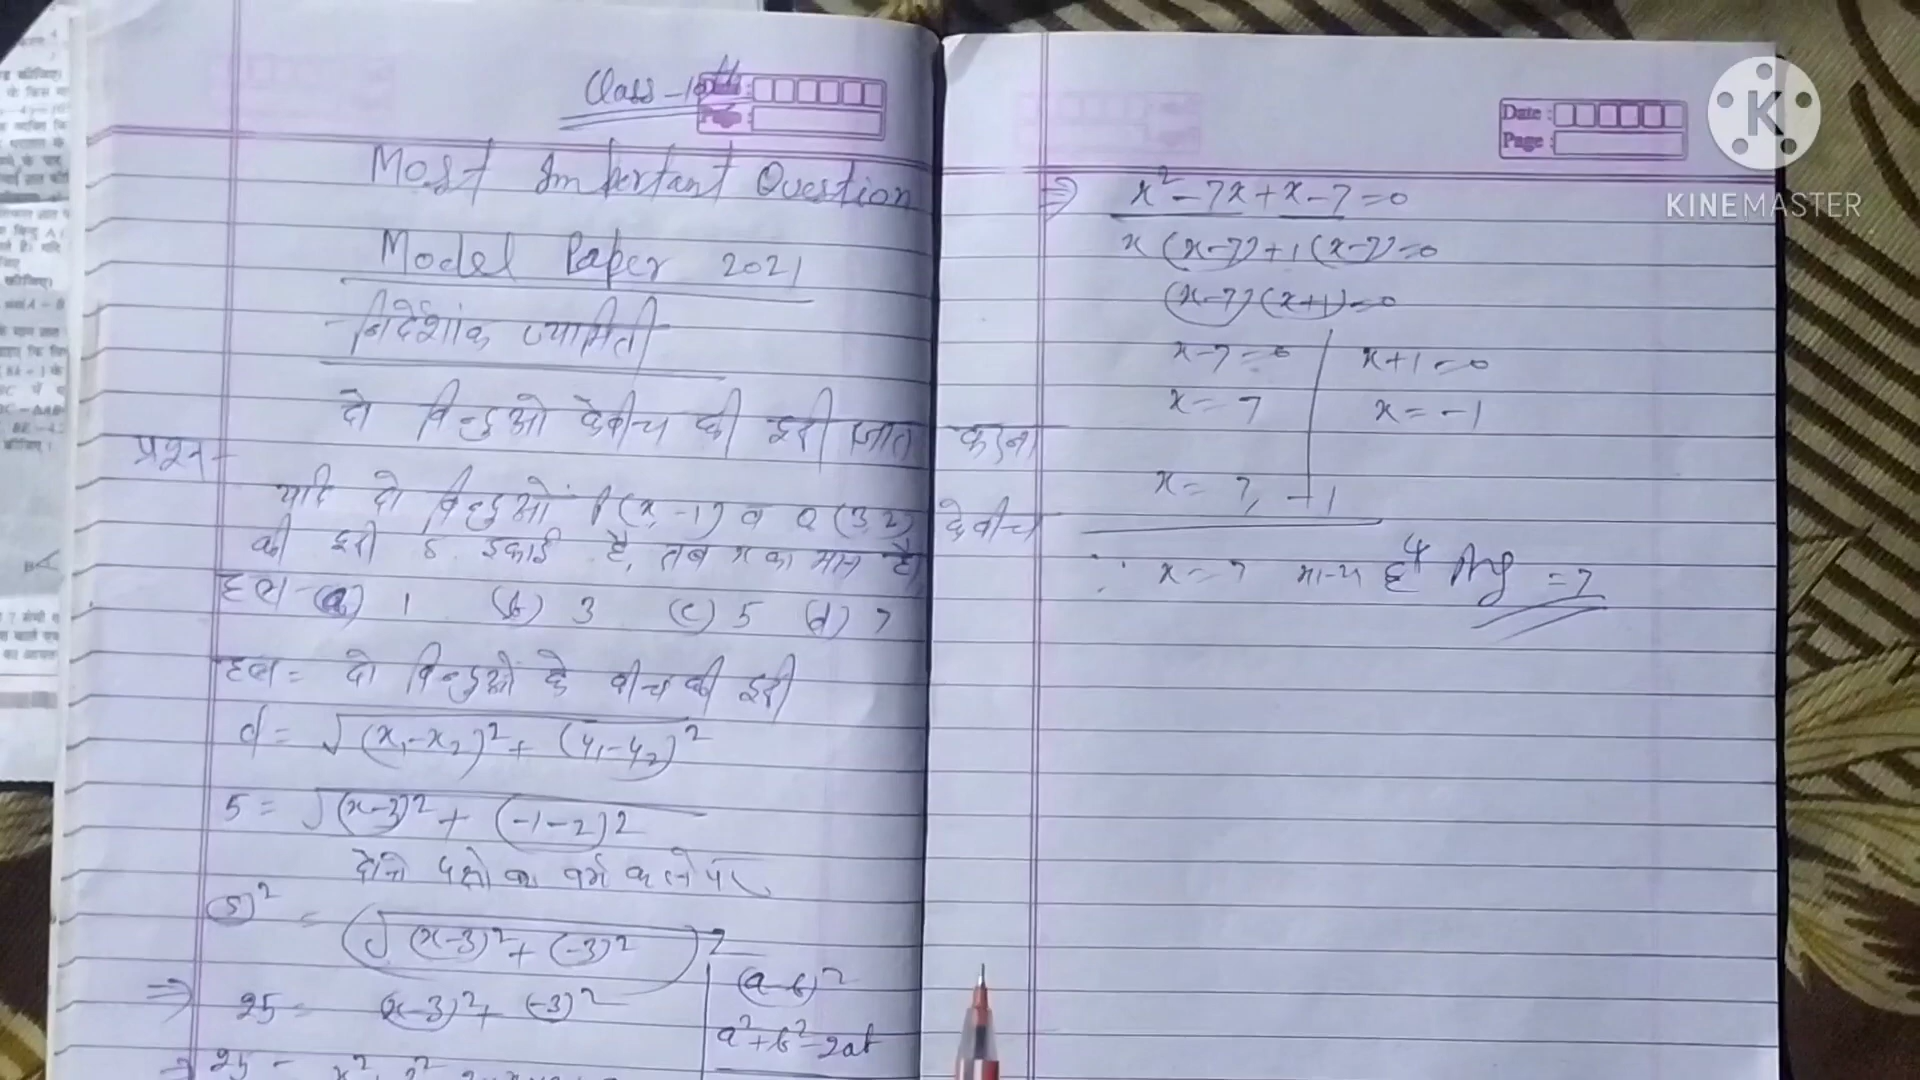 Class-10th
Most Important Question
Model Paper 2021
निर्देशांक ज्यामिती
दो बिन्दुओ के बीच की दूरी ज्ञात करना
प्रश्न-
यदि दो बिन्दुओं P(x, -1) व Q (3, 2) के बीच
की दूरी 5 इकाई है, तब x का मान है।
हल-(a) 1 (b) 3 (c) 5 (d) 7
हल= दो बिन्दुओं के बीच की दूरी
d = √(x₁-x₂)² + (y₁-y₂)²
5 = √(x-3)² + (-1-2)2
दोनो पक्षो का वर्ग करने पर
(5)² = (√(x-3)² + (-3)²)2
(a-b)²
⇒ 25 = (x-3)² + (-3)²
a²+b²-2ab
⇒ 25 =
Date :
Page :
⇒ x² - 7x + x - 7 = 0
x (x-7) + 1 (x-7) = 0
(x-7) (x+1) = 0
x-7 = 0 x+1 = 0
x = 7 x = -1
x = 7, -1
∴ x = 7 मान्य है Ans = 7
KINEMASTER